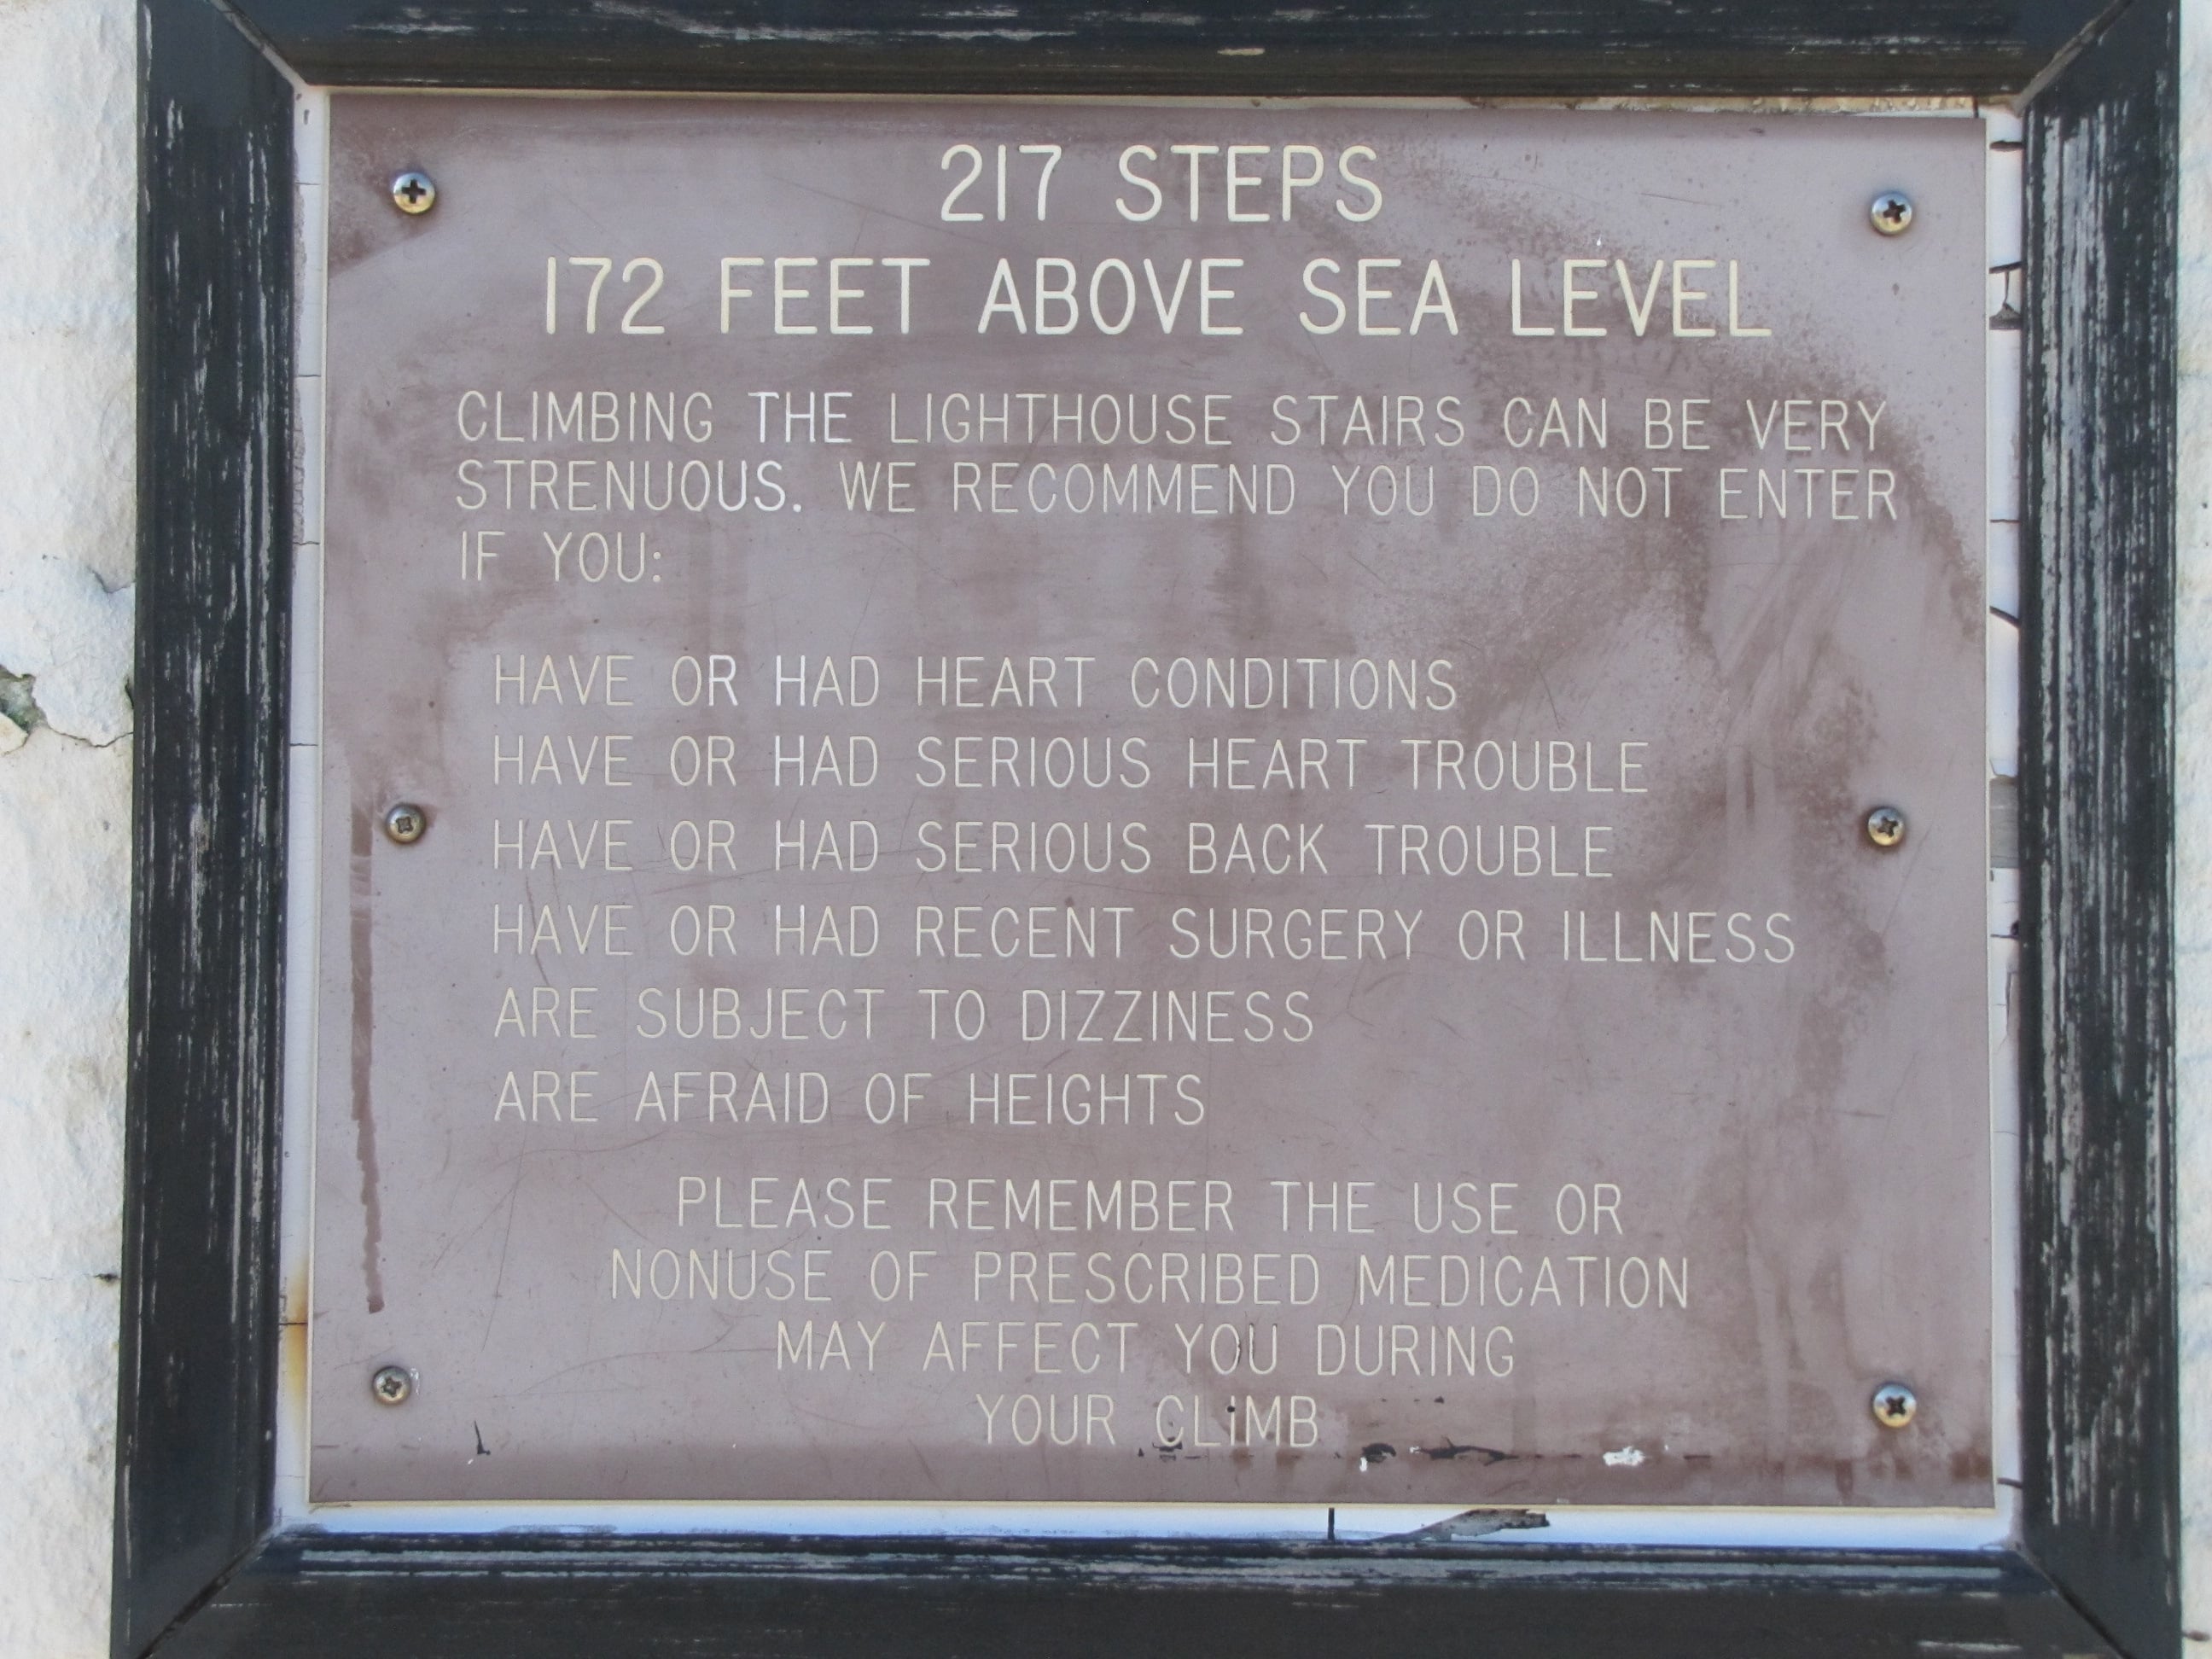 217 STEPS
172 FEET ABOVE SEA LEVEL
CLIMBING THE LIGHTHOUSE STAIRS CAN BE VERY
STRENUOUS. WE RECOMMEND YOU DO NOT ENTER
IF YOU:
HAVE OR HAD HEART CONDITIONS
HAVE OR HAD SERIOUS HEART TROUBLE
HAVE OR HAD SERIOUS BACK TROUBLE
HAVE OR HAD RECENT SURGERY OR ILLNESS
ARE SUBJECT TO DIZZINESS
ARE AFRAID OF HEIGHTS
PLEASE REMEMBER THE USE OR
NONUSE OF PRESCRIBED MEDICATION
MAY AFFECT YOU DURING
YOUR CLIMB